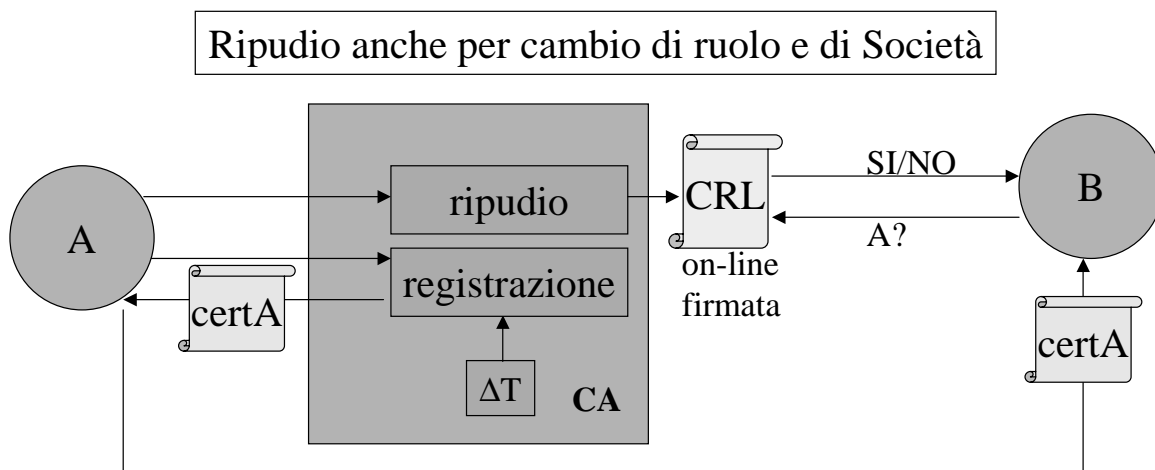 Ripudio anche per cambio di ruolo e di Società
A
ripudio
CRL
SI/NO
A?
B
registrazione
on-line
firmata
certA
certA
ΔT
CA